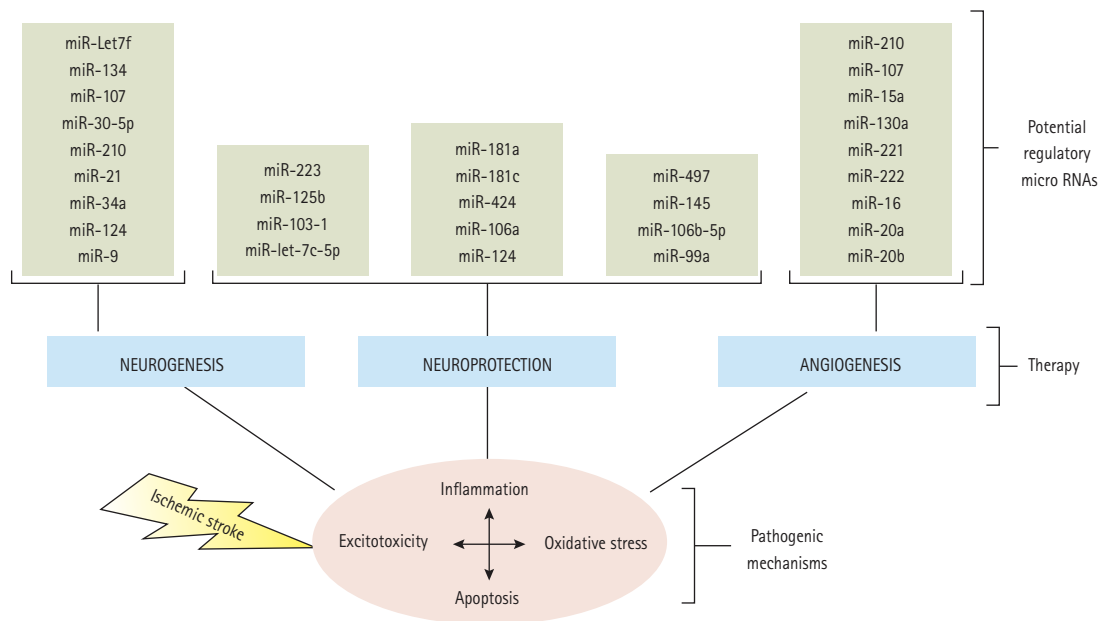 miR-Let7f
miR-134
miR-107
miR-30-5p
miR-210
miR-21
miR-34a
miR-124
miR-9
miR-223
miR-125b
miR-103-1
miR-let-7c-5p
miR-181a
miR-181c
miR-424
miR-106a
miR-124
miR-497
miR-145
miR-106b-5p
miR-99a
miR-210
miR-107
miR-15a
miR-130a
miR-221
miR-222
miR-16
miR-20a
miR-20b
Potential
regulatory
micro RNAs
NEUROGENESIS
NEUROPROTECTION
ANGIOGENESIS
Therapy
Ischemic stroke
Inflammation
Excitotoxicity
Oxidative stress
Apoptosis
Pathogenic
mechanisms